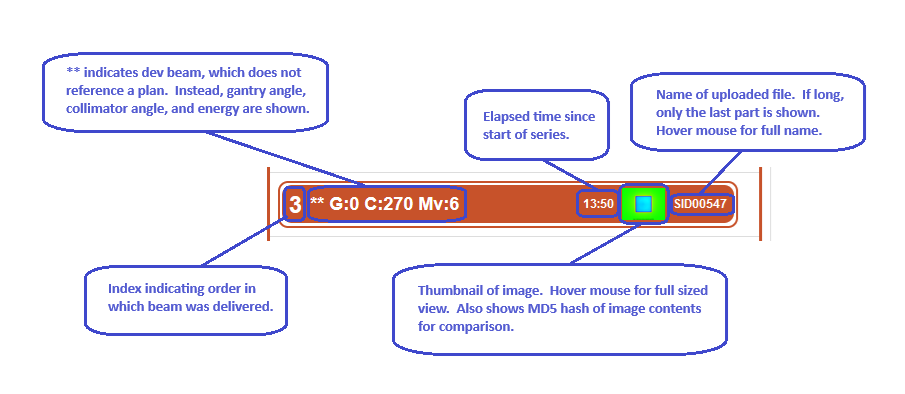 ** indicates dev beam, which does not
reference a plan. Instead, gantry angle,
collimator angle, and energy are shown.
Elapsed time since
start of series.
Name of uploaded file. If long,
only the last part is shown.
Hover mouse for full name.
3 ** G:0 C:270 Mv:6 13:50 SID00547
Index indicating order in
which beam was delivered.
Thumbnail of image. Hover mouse for full sized
view. Also shows MD5 hash of image contents
for comparison.